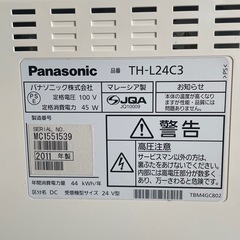 Panasonic 品番 TH-L24C3
パナソニック株式会社
定格電圧 100 V
定格消費電力 45 W
マレーシア製
JQA
JQA10009
製造番号
SERIAL NO.
MC1551539
2011 年製
警告
高圧注意
サービスマン以外の方は
裏ぶたをあけないでください
内部には高電圧部分が数多く
あり、万一さわると危険です
年間消費電力量 44 kWh/年
区分名 DC 受信機型サイズ 24 V型
TBM4GC802